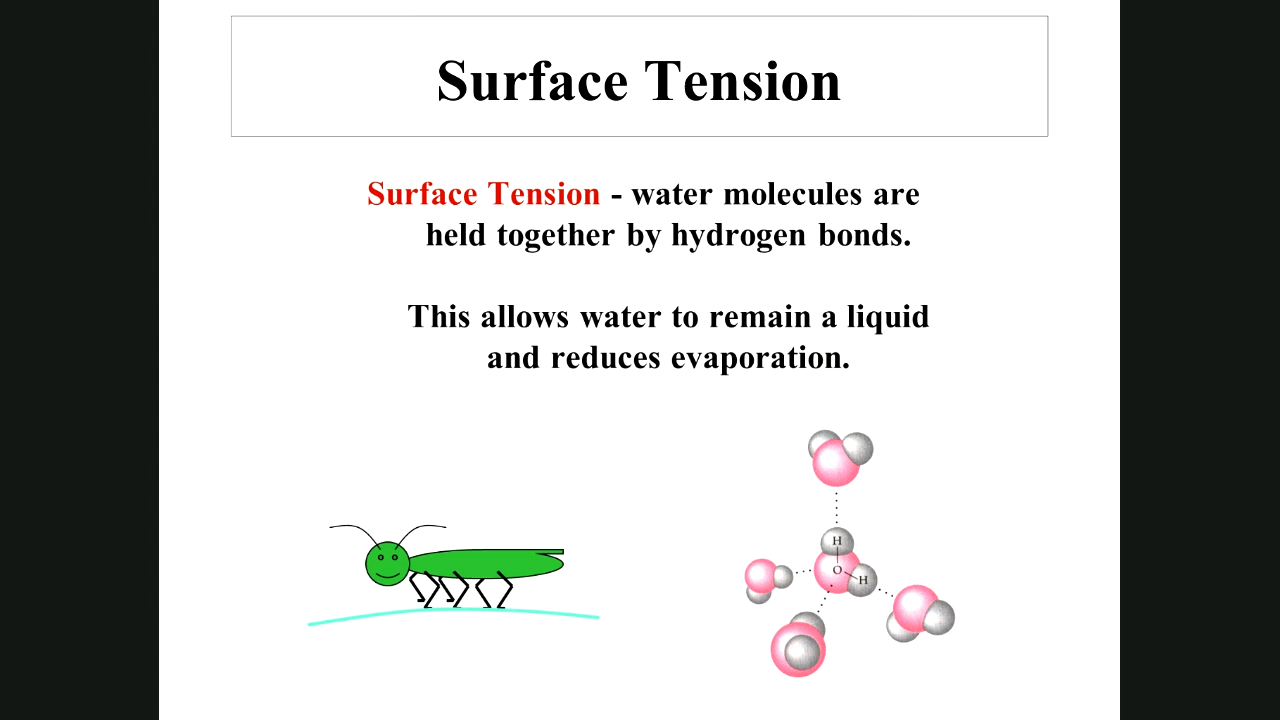 Surface Tension
Surface Tension - water molecules are
held together by hydrogen bonds.
This allows water to remain a liquid
and reduces evaporation.
H
O
H